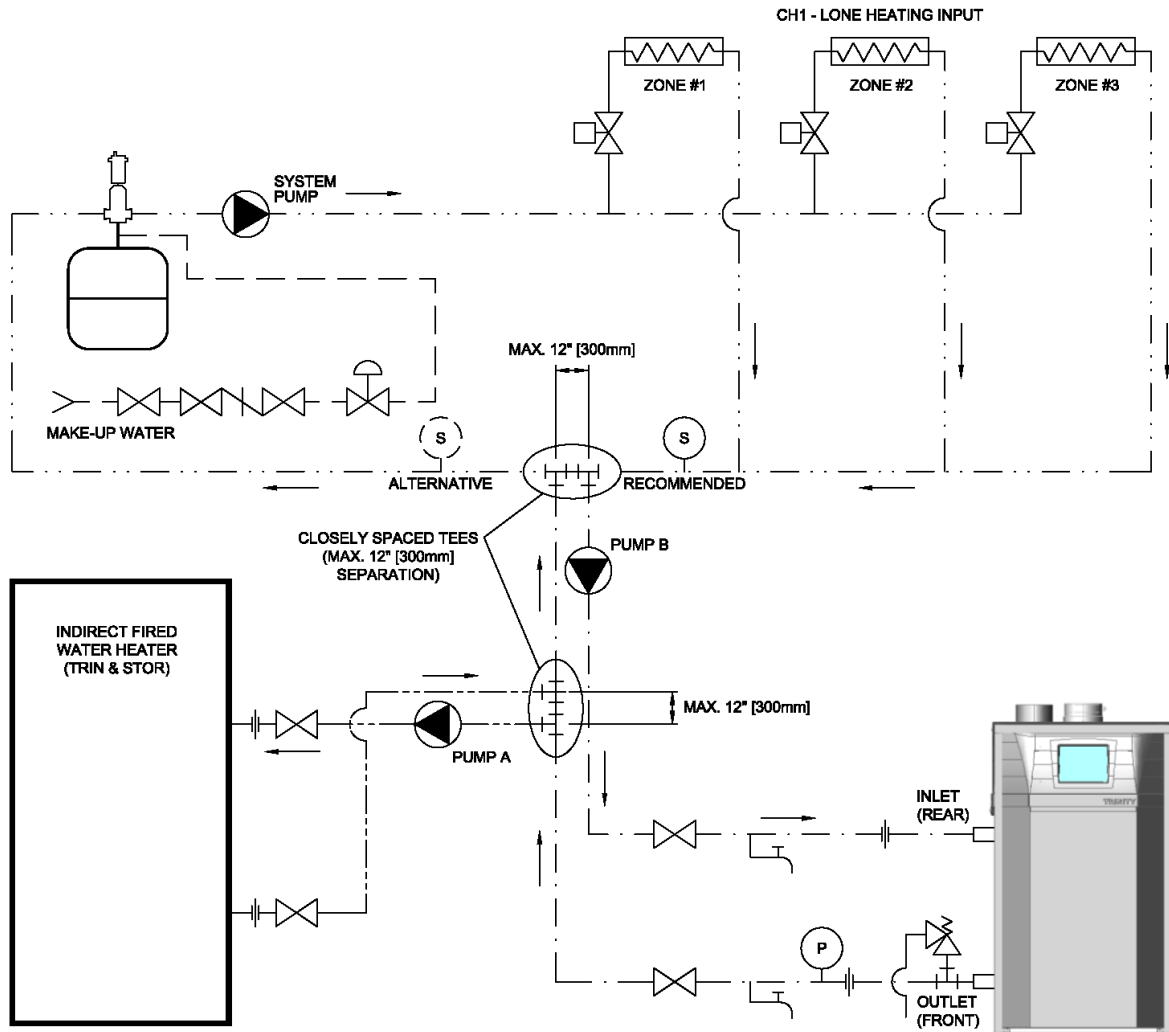 CH1 - LONE HEATING INPUT
ZONE #1
ZONE #2
ZONE #3
SYSTEM
PUMP
MAX. 12" [300mm]
MAKE-UP WATER
S
S
ALTERNATIVE
RECOMMENDED
CLOSELY SPACED TEES
(MAX. 12" [300mm]
SEPARATION)
PUMP B
INDIRECT FIRED
WATER HEATER
(TRIN & STOR)
MAX. 12" [300mm]
PUMP A
INLET
(REAR)
TRINITY
P
OUTLET
(FRONT)